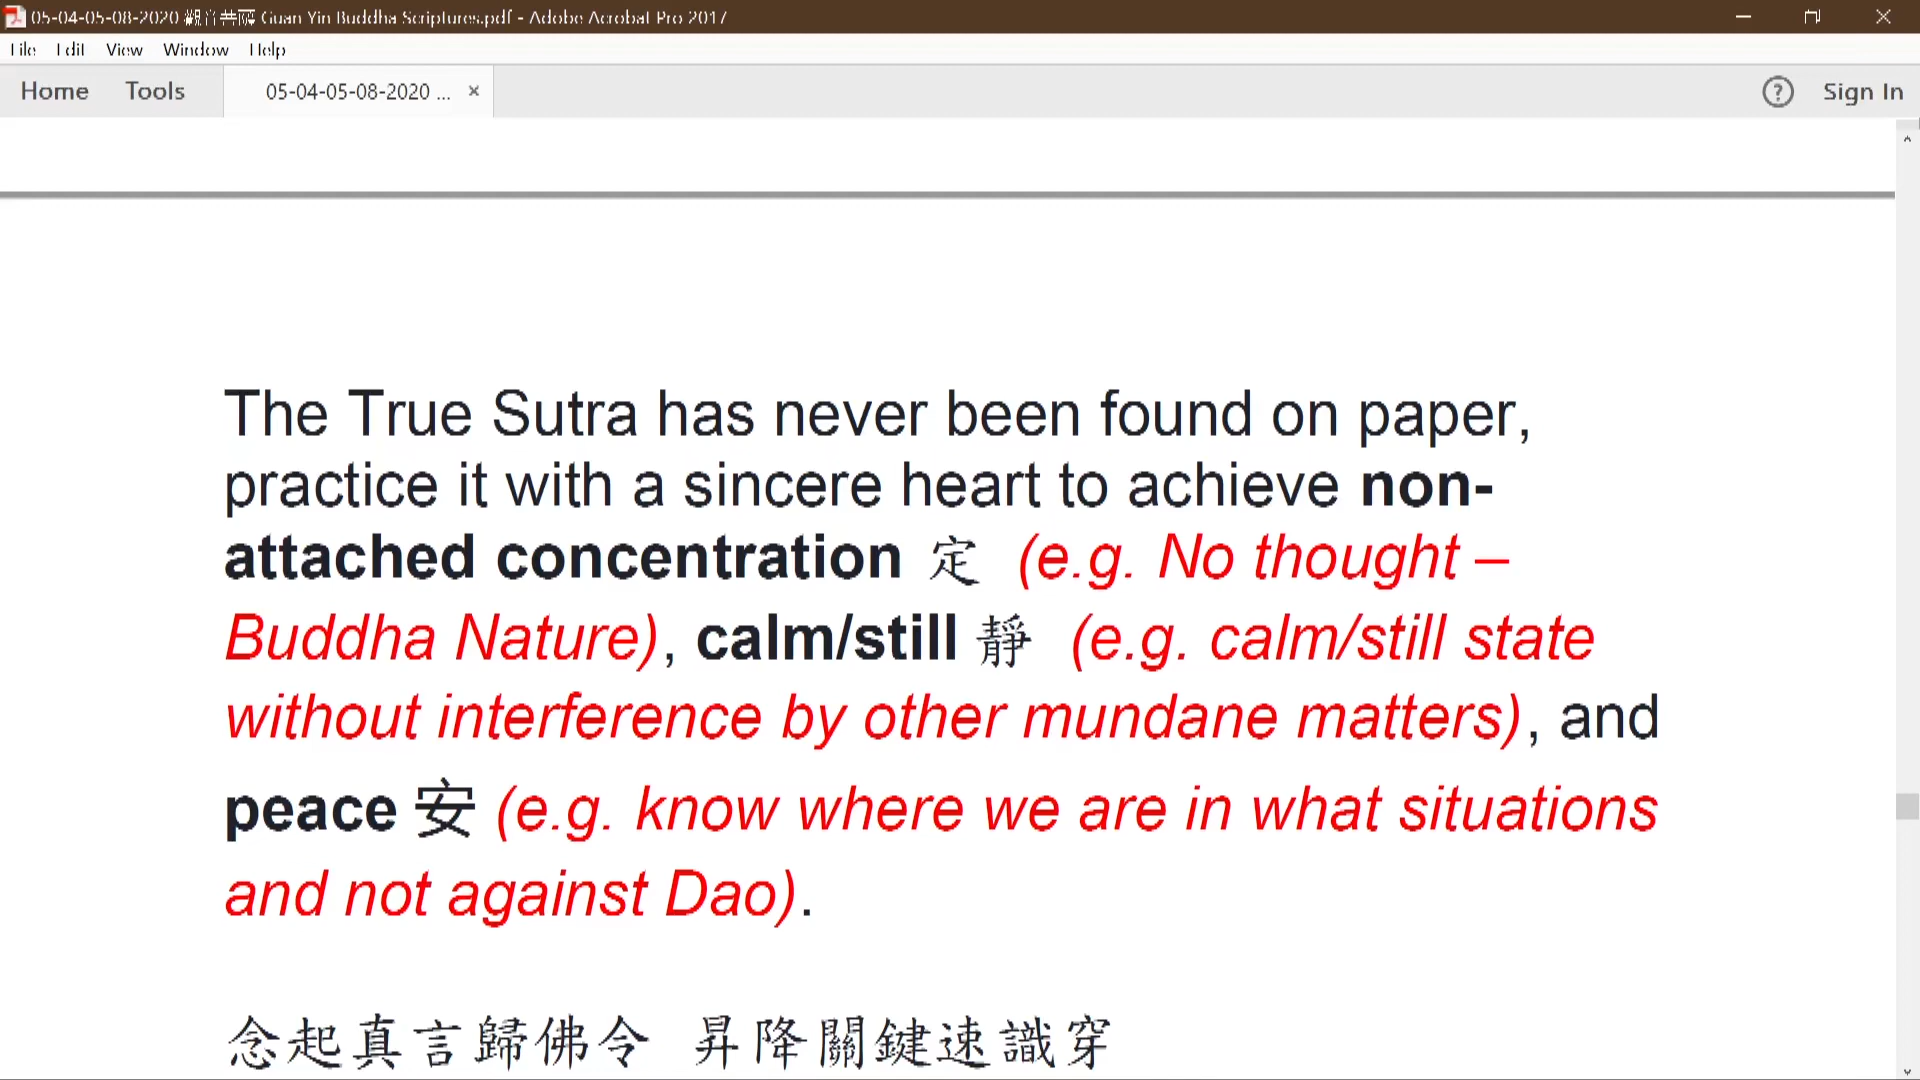 05-04-05-08-2020 觀音菩薩 Guan Yin Buddha Scriptures.pdf - Adobe Acrobat Pro 2017
File Edit View Window Help
Home Tools 05-04-05-08-2020 ... × ? Sign In
The True Sutra has never been found on paper,
practice it with a sincere heart to achieve non-
attached concentration 定 (e.g. No thought –
Buddha Nature), calm/still 靜 (e.g. calm/still state
without interference by other mundane matters), and
peace 安 (e.g. know where we are in what situations
and not against Dao).
念起真言歸佛令 昇降關鍵速識穿